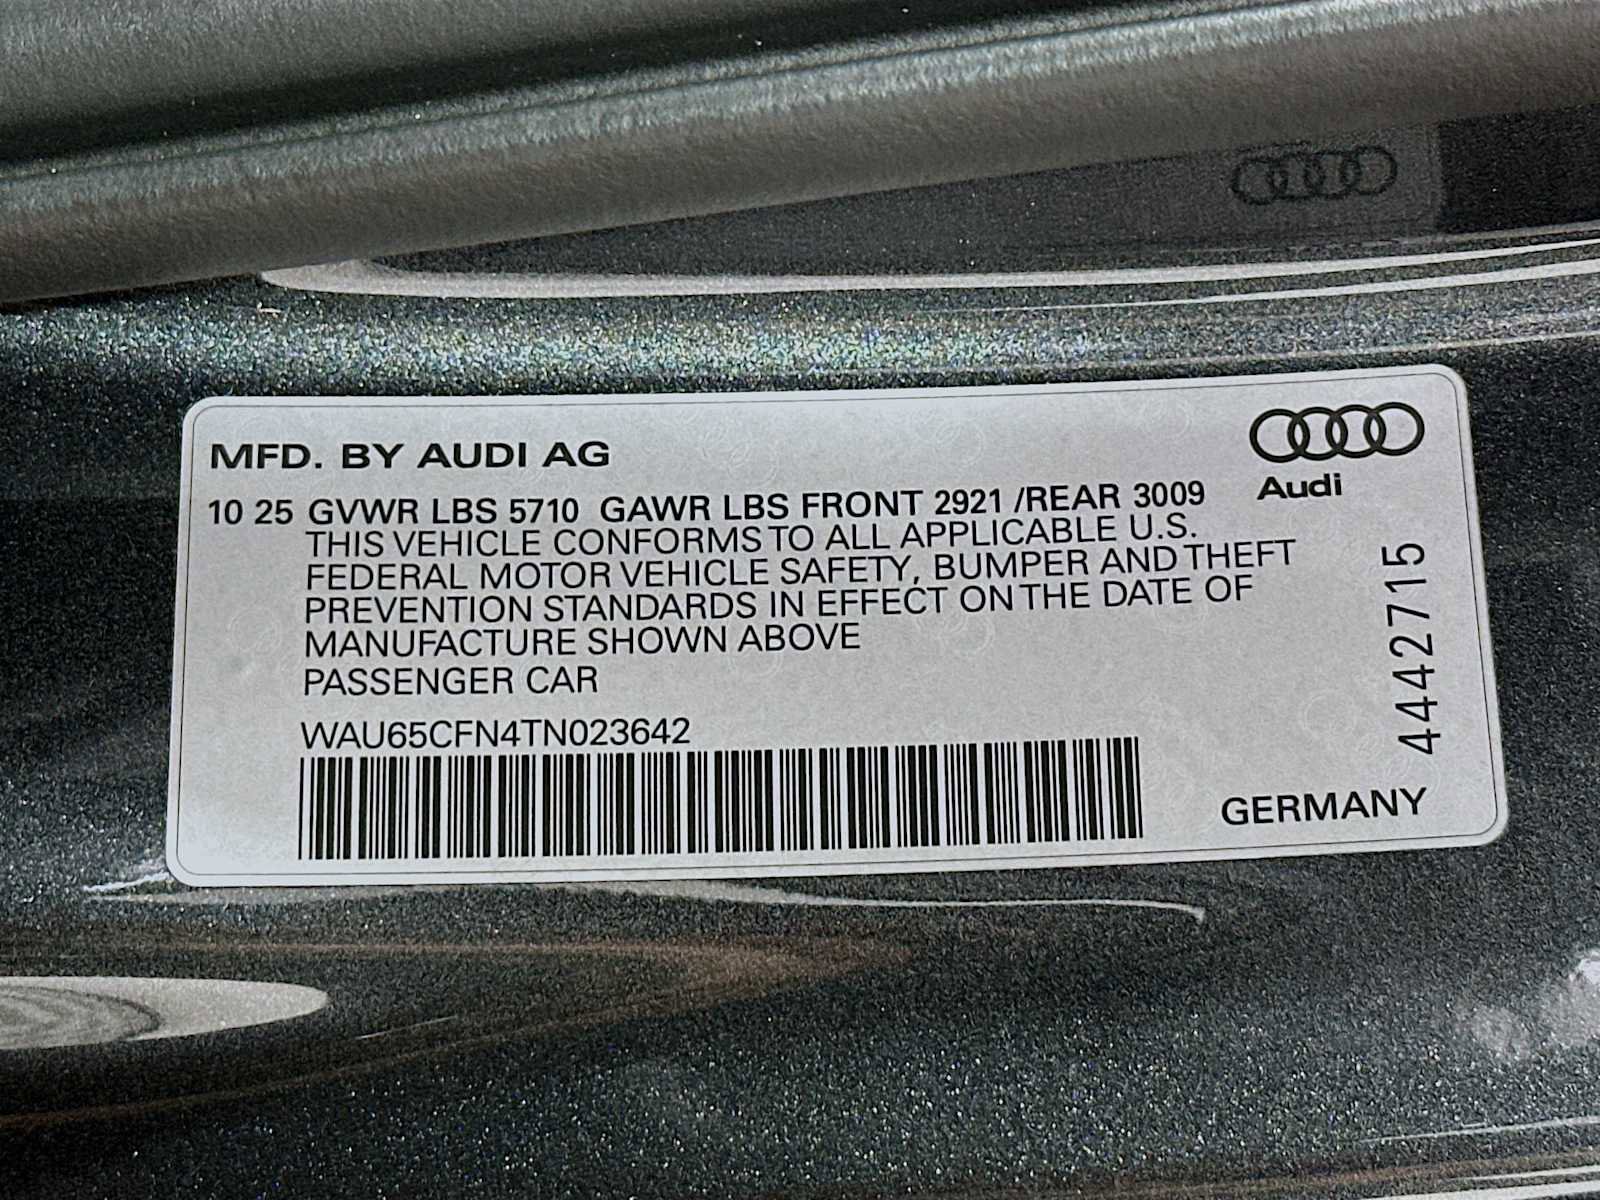 MFD. BY AUDI AG
Audi
10 25 GVWR LBS 5710 GAWR LBS FRONT 2921 /REAR 3009
THIS VEHICLE CONFORMS TO ALL APPLICABLE U.S.
FEDERAL MOTOR VEHICLE SAFETY, BUMPER AND THEFT
PREVENTION STANDARDS IN EFFECT ON THE DATE OF
MANUFACTURE SHOWN ABOVE
PASSENGER CAR
WAU65CFN4TN023642
4442715
GERMANY